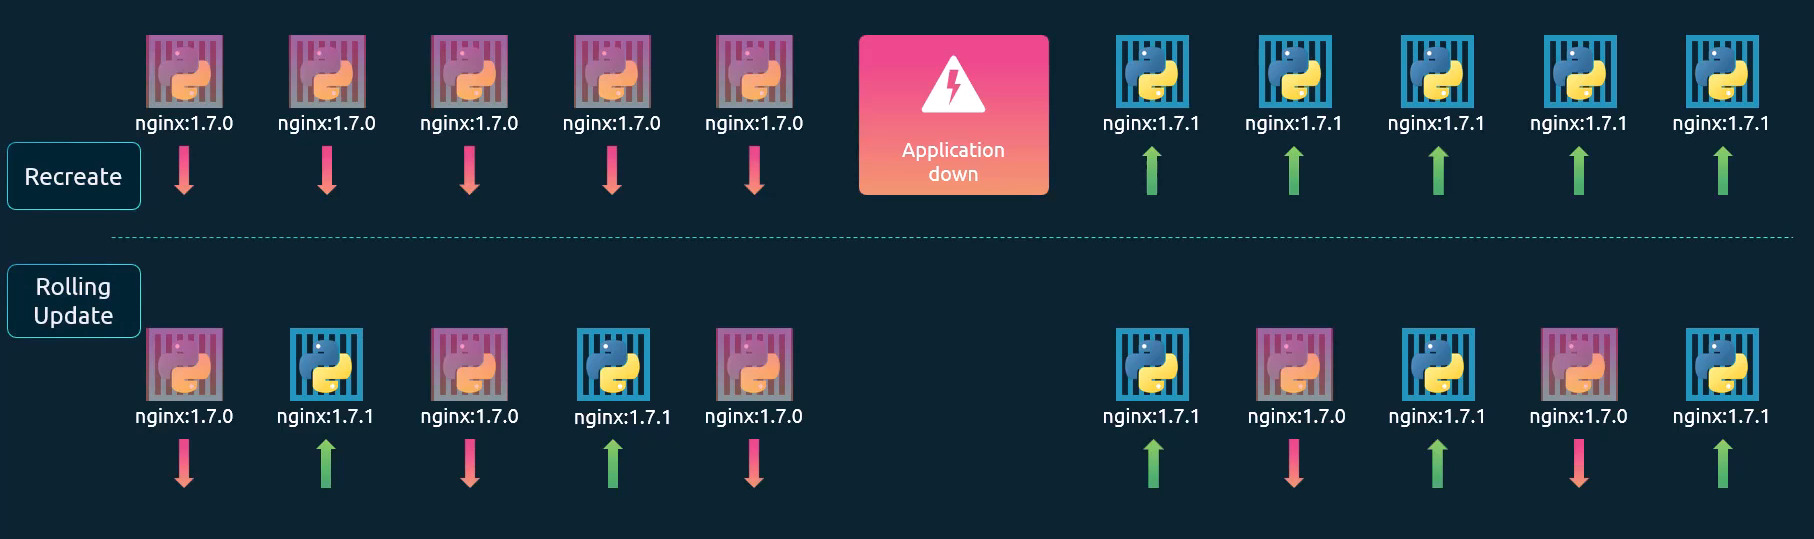 nginx:1.7.0 nginx:1.7.0 nginx:1.7.0 nginx:1.7.0 nginx:1.7.0
Application
down
nginx:1.7.1 nginx:1.7.1 nginx:1.7.1 nginx:1.7.1 nginx:1.7.1
Recreate
Rolling
Update
nginx:1.7.0 nginx:1.7.1 nginx:1.7.0 nginx:1.7.1 nginx:1.7.0
nginx:1.7.1 nginx:1.7.0 nginx:1.7.1 nginx:1.7.0 nginx:1.7.1